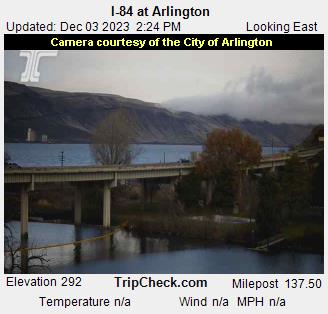 I-84 at Arlington
Updated: Dec 03 2023 2:24 PM Looking East
Camera courtesy of the City of Arlington
Elevation 292 TripCheck.com Milepost 137.50
Temperature n/a Wind n/a MPH n/a